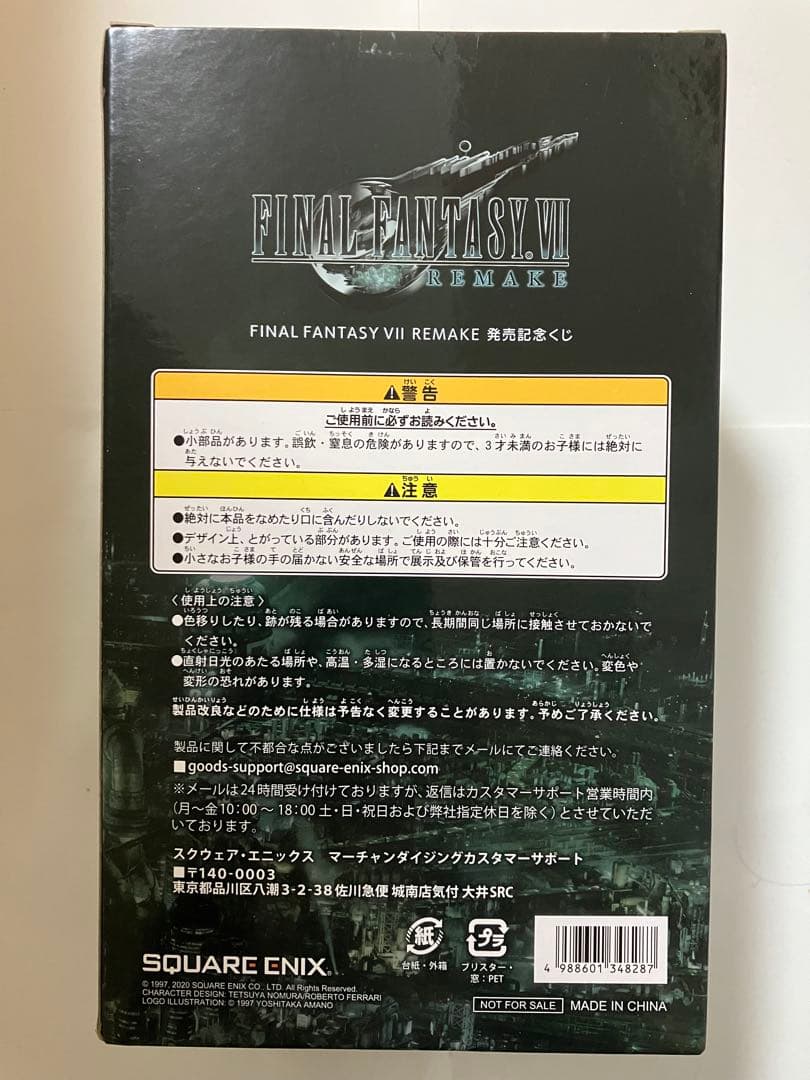 FINAL FANTASY. VII
REMAKE
FINAL FANTASY VII REMAKE 発売記念くじ
警告
ご使用前に必ずお読みください。
●小部品があります。誤飲・窒息の危険がありますので、3才未満のお子様には絶対に
与えないでください。
注意
●絶対に本品をなめたり口に含んだりしないでください。
●デザイン上、とがっている部分があります。ご使用の際には十分ご注意ください。
●小さなお子様の手の届かない安全な場所で展示及び保管を行ってください。
〈使用上の注意〉
●色移りしたり、跡が残る場合がありますので、長期間同じ場所に接触させておかないで
ください。
●直射日光のあたる場所や、高温・多湿になるところには置かないでください。変色や
変形の恐れがあります。
製品改良などのために仕様は予告なく変更することがあります。予めご了承ください。
製品に関して不都合な点がございましたら下記までメールにてご連絡ください。
■goods-support@square-enix-shop.com
※メールは24時間受け付けておりますが、返信はカスタマーサポート営業時間内
(月〜金10:00 〜 18:00 土・日・祝日および弊社指定休日を除く)とさせていただ
いております。
スクウェア・エニックス マーチャンダイジングカスタマーサポート
■〒140-0003
東京都品川区八潮3-2-38 佐川急便 城南店気付 大井SRC
紙
台紙・外箱
プラ
ブリスター・
窓:PET
4 988601 348287
SQUARE ENIX.
© 1997, 2020 SQUARE ENIX CO., LTD. All Rights Reserved.
CHARACTER DESIGN: TETSUYA NOMURA/ROBERTO FERRARI
LOGO ILLUSTRATION: © 1997 YOSHITAKA AMANO
NOT FOR SALE
MADE IN CHINA